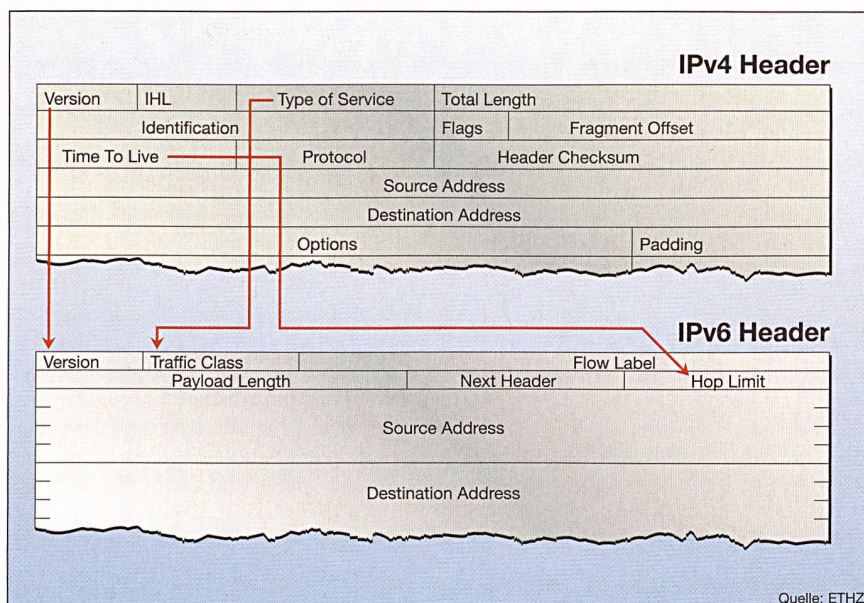 IPv4 Header
Version IHL Type of Service Total Length
Identification Flags Fragment Offset
Time To Live Protocol Header Checksum
Source Address
Destination Address
Options Padding
IPv6 Header
Version Traffic Class Flow Label
Payload Length Next Header Hop Limit
Source Address
Destination Address
Quelle: ETHZ